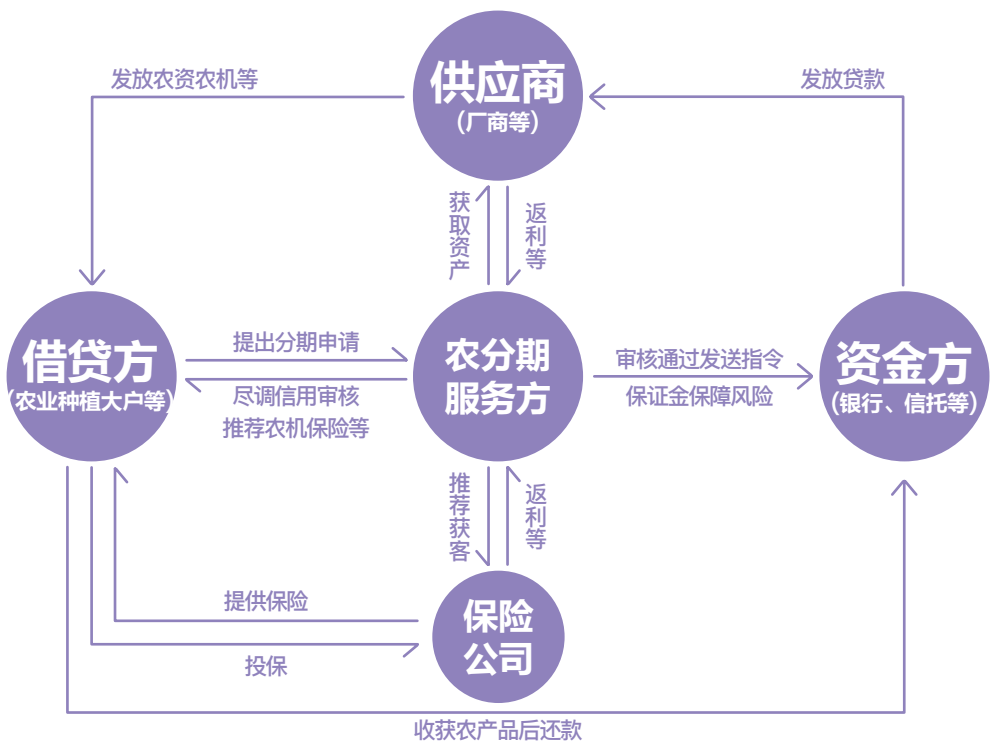 供应商
(厂商等)
发放农资农机等
发放贷款
获取资产
返利等
借贷方
(农业种植大户等)
提出分期申请
尽调信用审核
推荐农机保险等
农分期
服务方
审核通过发送指令
保证金保障风险
资金方
(银行、信托等)
推荐获客
返利等
提供保险
投保
保险
公司
收获农产品后还款